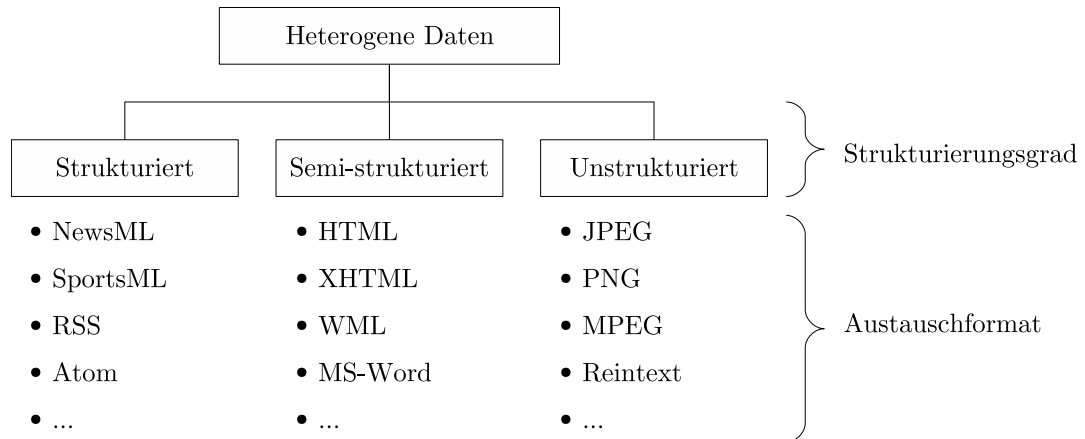 Heterogene Daten
Strukturiert
Semi-strukturiert
Unstrukturiert
Strukturierungsgrad
• NewsML
• SportsML
• RSS
• Atom
• ...
• HTML
• XHTML
• WML
• MS-Word
• ...
• JPEG
• PNG
• MPEG
• Reintext
• ...
Austauschformat